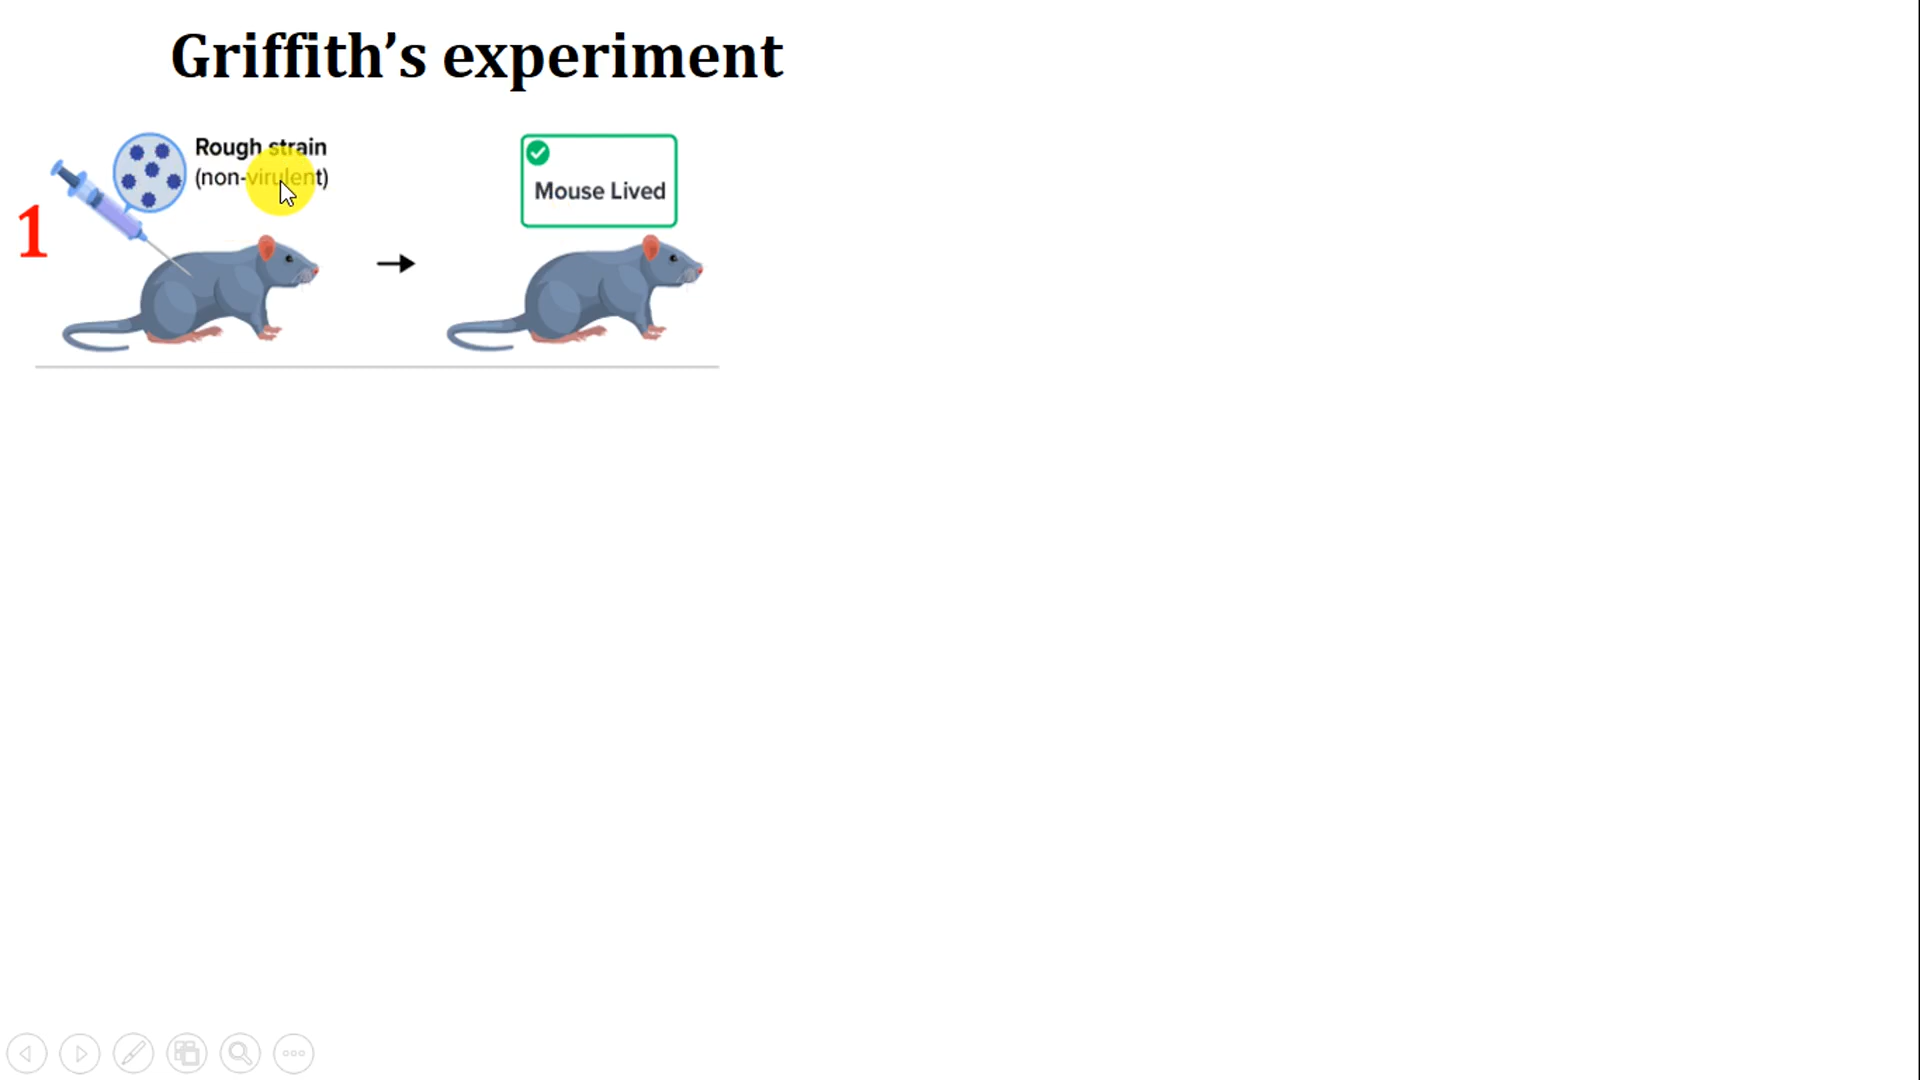 Griffith’s experiment
Rough strain
(non-virulent)
Mouse Lived
1